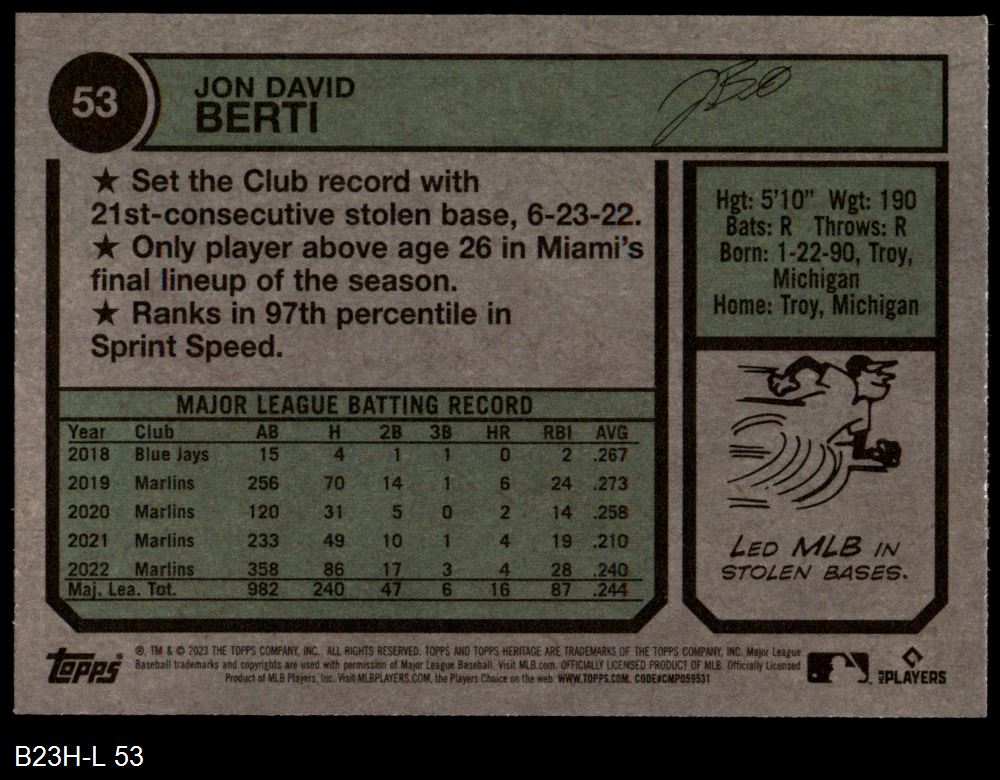 53
JON DAVID
BERTI
★ Set the Club record with
21st-consecutive stolen base, 6-23-22.
★ Only player above age 26 in Miami's
final lineup of the season.
★ Ranks in 97th percentile in
Sprint Speed.
Hgt: 5'10" Wgt: 190
Bats: R Throws: R
Born: 1-22-90, Troy,
Michigan
Home: Troy, Michigan
MAJOR LEAGUE BATTING RECORD
Year Club AB H 2B 3B HR RBI AVG
2018 Blue Jays 15 4 1 1 0 2 .267
2019 Marlins 256 70 14 1 6 24 .273
2020 Marlins 120 31 5 0 2 14 .258
2021 Marlins 233 49 10 1 4 19 .210
2022 Marlins 358 86 17 3 4 28 .240
Maj. Lea. Tot. 982 240 47 6 16 87 .244
LED MLB IN
STOLEN BASES.
TOPPS
®, TM & © 2023 THE TOPPS COMPANY, INC. ALL RIGHTS RESERVED. TOPPS AND TOPPS HERITAGE ARE TRADEMARKS OF THE TOPPS COMPANY, INC. Major League
Baseball trademarks and copyrights are used with permission of Major League Baseball. Visit MLB.com. OFFICIALLY LICENSED PRODUCT OF MLB. Officially Licensed
Product of MLB Players, Inc. Visit MLBPLAYERS.COM, the Players Choice on the web. WWW.TOPPS.COM. CODE#CMP059531
MLB PLAYERS
B23H-L 53